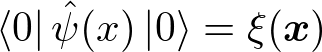 ⟨0| ψ̂(x) |0⟩ = ξ(𝒙)